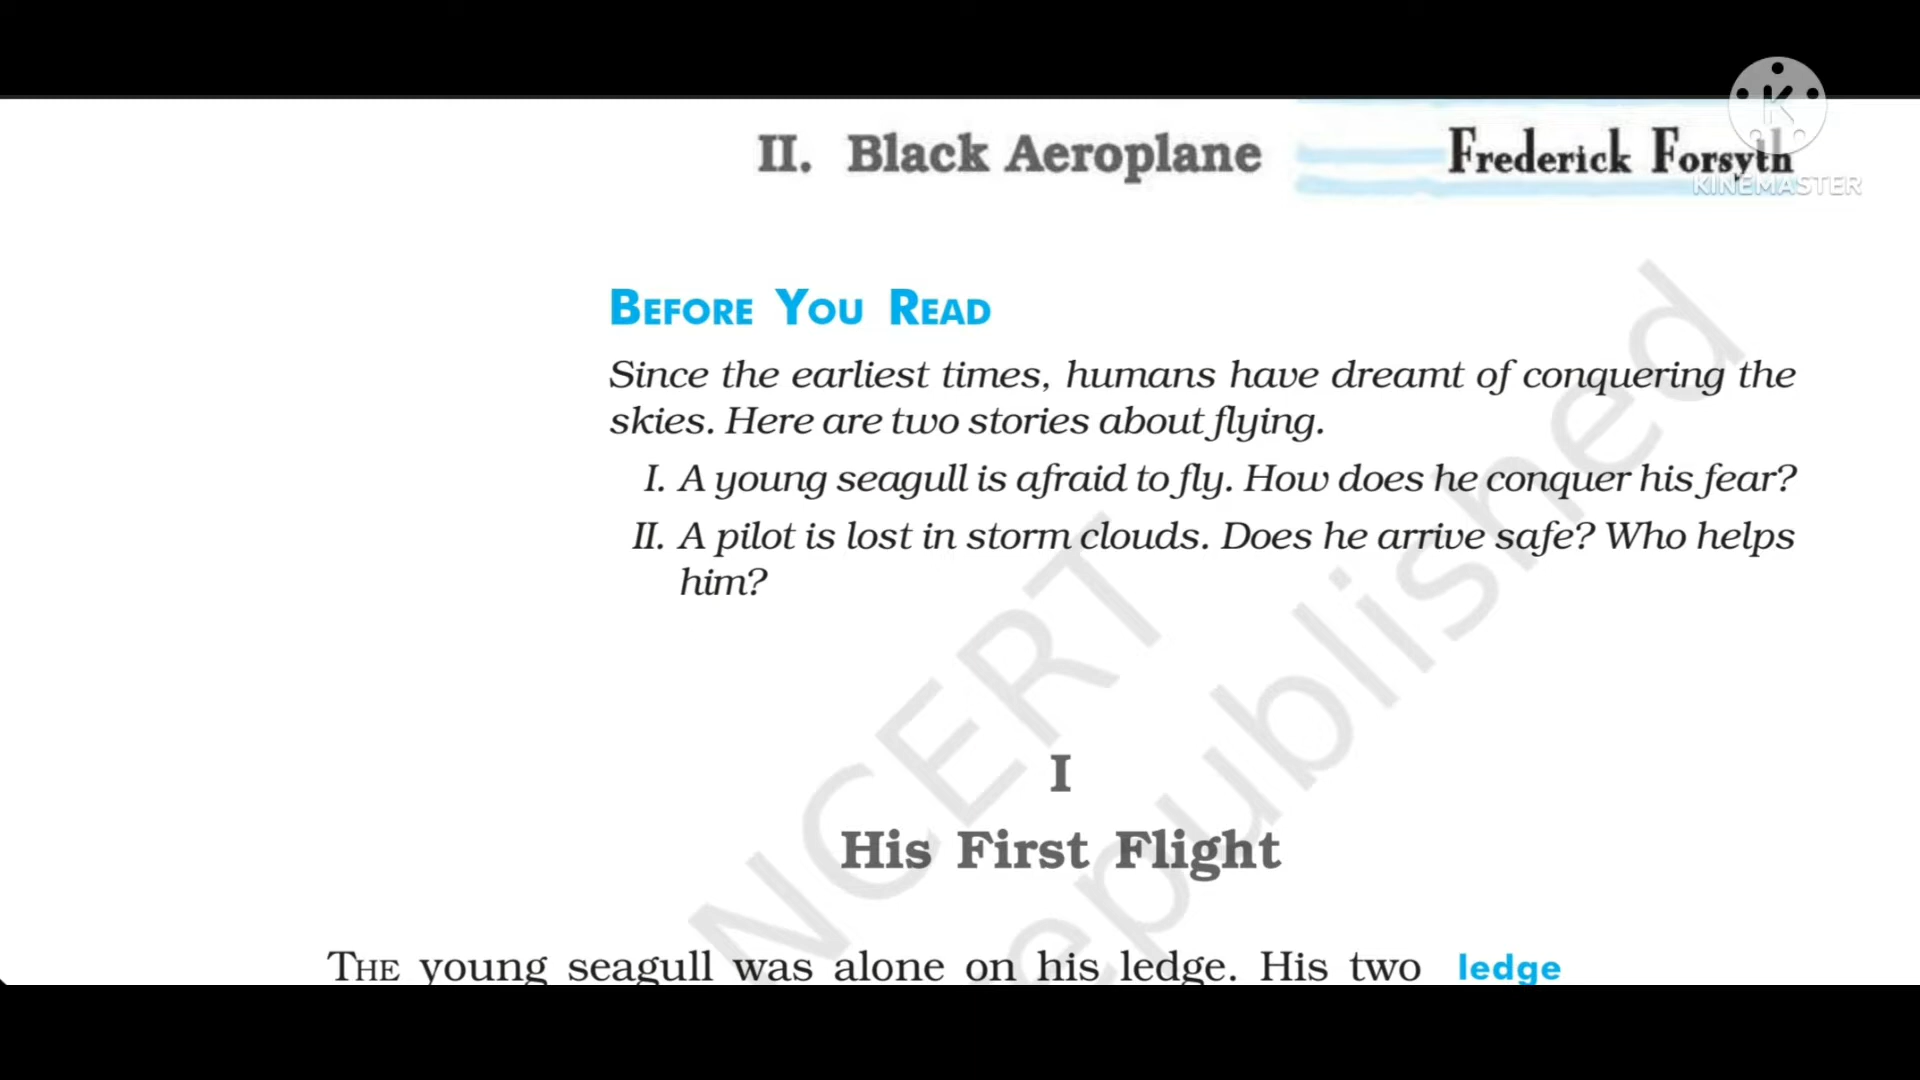 II. Black Aeroplane Frederick Forsyth
K
KINEMASTER
BEFORE YOU READ
Since the earliest times, humans have dreamt of conquering the
skies. Here are two stories about flying.
I. A young seagull is afraid to fly. How does he conquer his fear?
II. A pilot is lost in storm clouds. Does he arrive safe? Who helps
him?
NCERT
epublished
I
His First Flight
THE young seagull was alone on his ledge. His two ledge